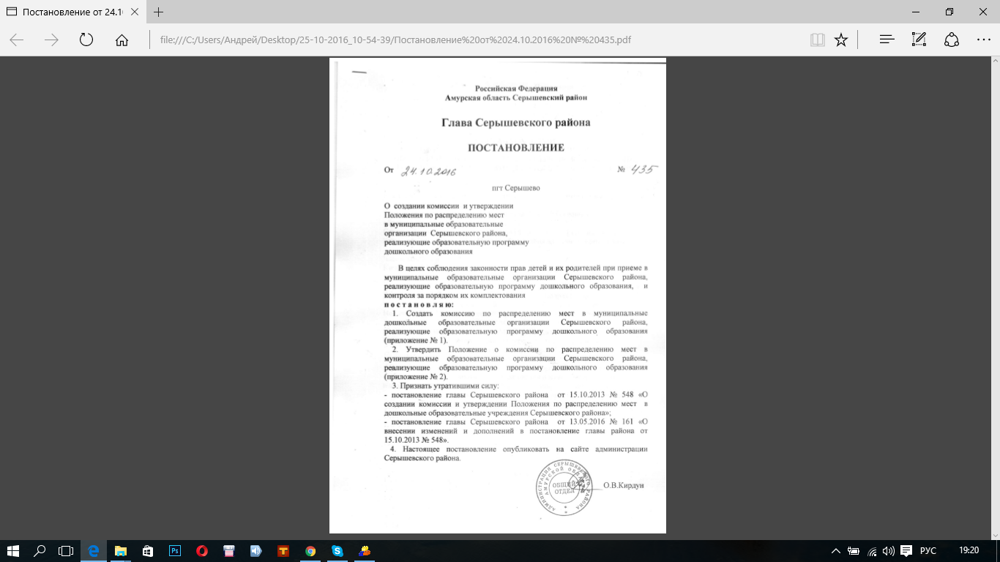 Постановление от 24.1
file:///C:/Users/Андрей/Desktop/25-10-2016_10-54-39/Постановление%20от%2024.10.2016%20№%20435.pdf
Российская Федерация
Амурская область Серышевский район
Глава Серышевского района
ПОСТАНОВЛЕНИЕ
От 24.10.2016 № 435
пгт Серышево
О создании комиссии и утверждении
Положения по распределению мест
в муниципальные образовательные
организации Серышевского района,
реализующие образовательную программу
дошкольного образования
В целях соблюдения законности прав детей и их родителей при приеме в
муниципальные образовательные организации Серышевского района,
реализующие образовательную программу дошкольного образования, и
контроля за порядком их комплектования
п о с т а н о в л я ю:
1. Создать комиссию по распределению мест в муниципальные
дошкольные образовательные организации Серышевского района,
реализующие образовательную программу дошкольного образования
(приложение № 1).
2. Утвердить Положение о комиссии по распределению мест в
муниципальные образовательные организации Серышевского района,
реализующие образовательную программу дошкольного образования
(приложение № 2).
3. Признать утратившими силу:
- постановление главы Серышевского района от 15.10.2013 № 548 «О
создании комиссии и утверждении Положения по распределению мест в
дошкольные образовательные учреждения Серышевского района»;
- постановление главы Серышевского района от 13.05.2016 № 161 «О
внесении изменений и дополнений в постановление главы района от
15.10.2013 № 548».
4. Настоящее постановление опубликовать на сайте администрации
Серышевского района.
АДМИНИСТРАЦИЯ СЕРЫШЕВСКОГО РАЙОНА
АМУРСКОЙ ОБЛАСТИ
ОБЩИЙ
ОТДЕЛ
О.В.Кирдун
РУС
19:20